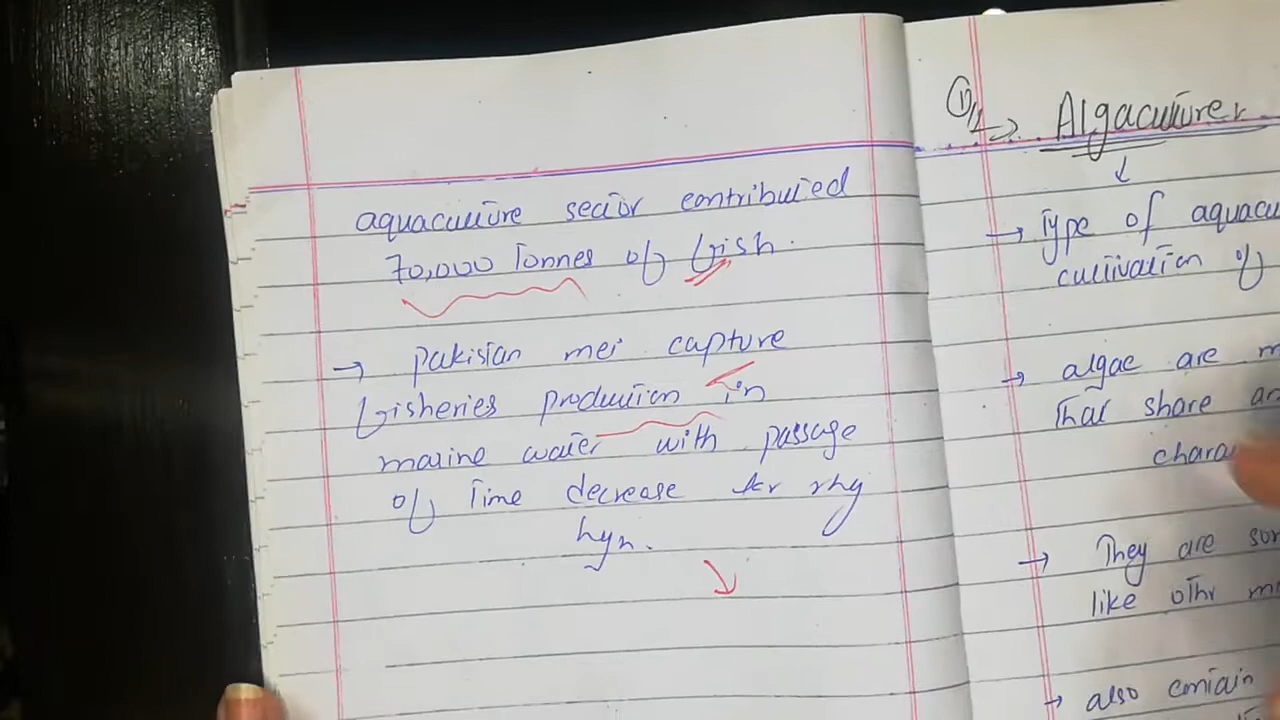 aquaculture sector contributed
70,000 Tonnes of fish.
→ Pakistan mei capture
fisheries production in
marine water with passage
of Time decrease kr rhy
hyn.
1) → Algaculture
↓
→ Type of aquacu
cultivation of
→ algae are m
That share
chara
→ They are
like othr m
→ also contain